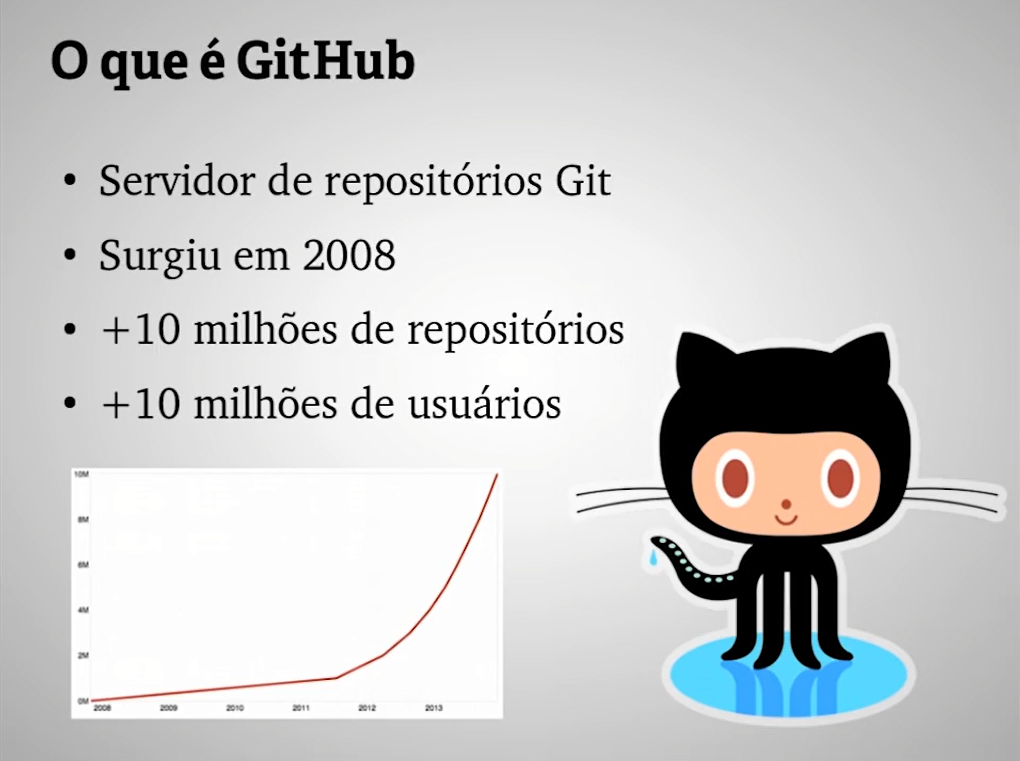 O que é GitHub
• Servidor de repositórios Git
• Surgiu em 2008
• +10 milhões de repositórios
• +10 milhões de usuários
10M
8M
6M
4M
2M
0M
2008 2009 2010 2011 2012 2013